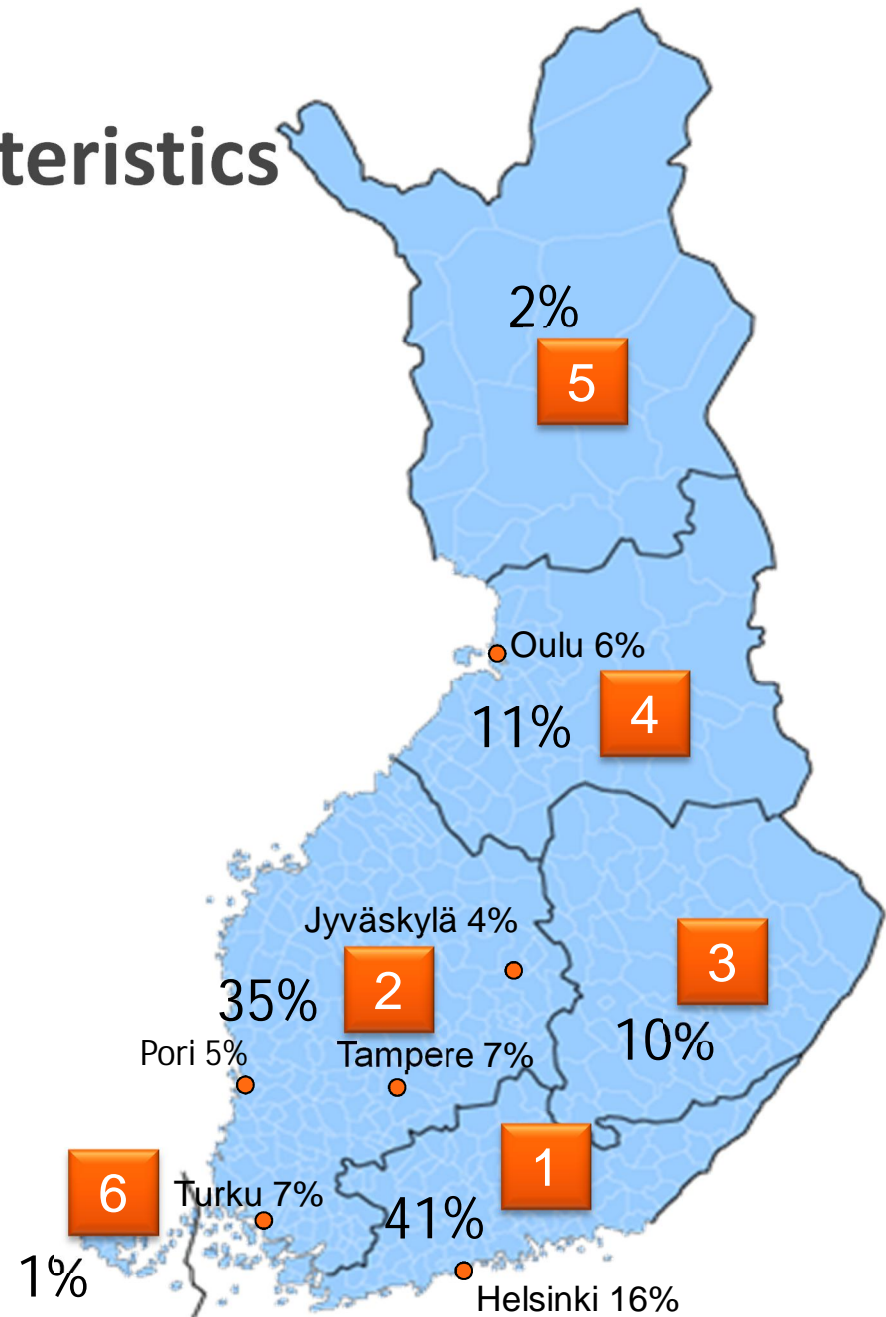 teristics
2%
5
Oulu 6%
11%
4
Jyväskylä 4%
35%
2
3
10%
Pori 5%
Tampere 7%
1
6
Turku 7%
41%
1%
Helsinki 16%